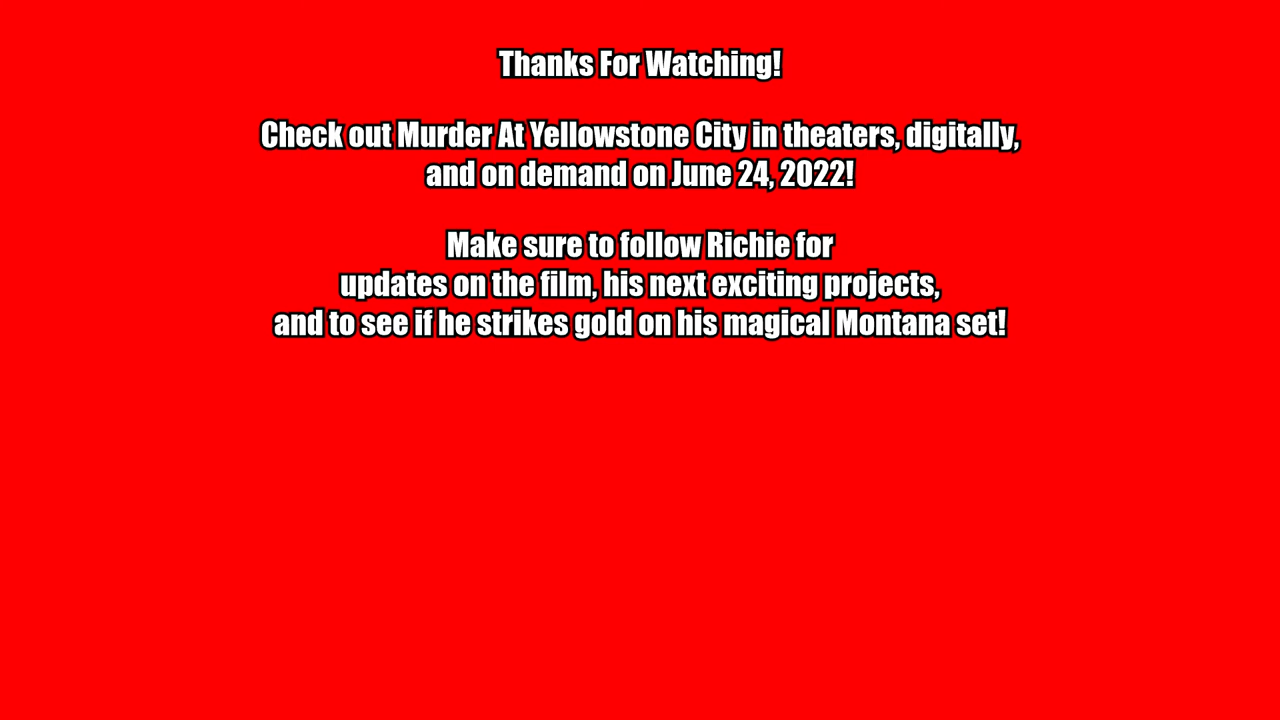 Thanks For Watching!
Check out Murder At Yellowstone City in theaters, digitally,
and on demand on June 24, 2022!
Make sure to follow Richie for
updates on the film, his next exciting projects,
and to see if he strikes gold on his magical Montana set!